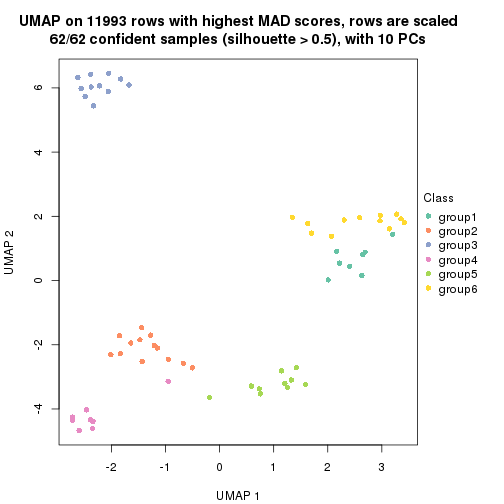 UMAP on 11993 rows with highest MAD scores, rows are scaled
62/62 confident samples (silhouette > 0.5), with 10 PCs
6
4
2
0
-2
-4
UMAP 2
-2
-1
0
1
2
3
UMAP 1
Class
group1
group2
group3
group4
group5
group6